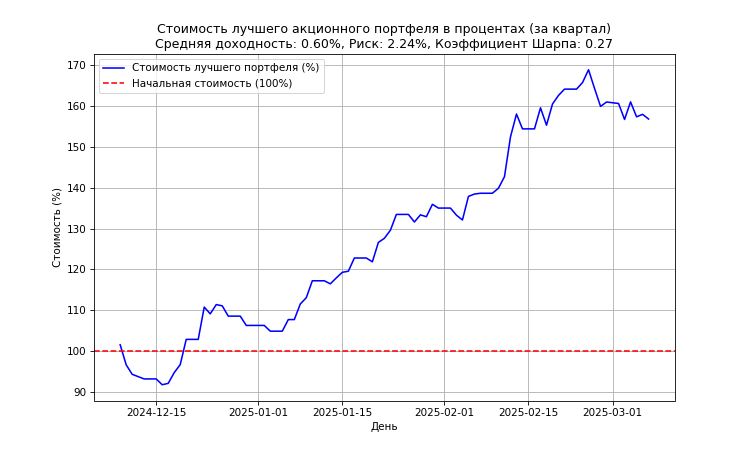 Стоимость лучшего акционного портфеля в процентах (за квартал)
Средняя доходность: 0.60%, Риск: 2.24%, Коэффициент Шарпа: 0.27
Стоимость лучшего портфеля (%)
Начальная стоимость (100%)
Стоимость (%)
170
160
150
140
130
120
110
100
90
2024-12-15
2025-01-01
2025-01-15
2025-02-01
2025-02-15
2025-03-01
День